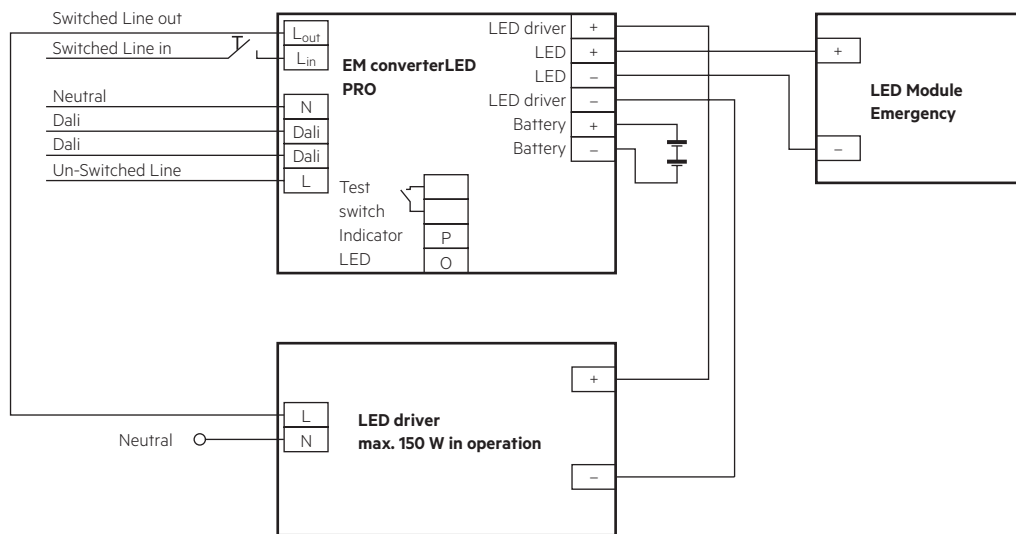 Switched Line out
Switched Line in
Neutral
Dali
Dali
Un-Switched Line
Lout
Lin
N
Dali
Dali
L
EM converterLED
PRO
Test
switch
Indicator
LED
P
O
LED driver +
LED +
LED –
LED driver –
Battery +
Battery –
+
–
LED Module
Emergency
Neutral
L
N
LED driver
max. 150 W in operation
+
–